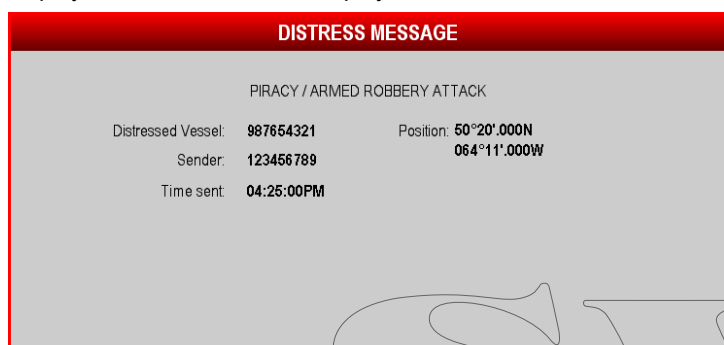 DISTRESS MESSAGE
PIRACY / ARMED ROBBERY ATTACK
Distressed Vessel: 987654321 Position: 50°20'.000N
064°11'.000W
Sender: 123456789
Time sent: 04:25:00PM